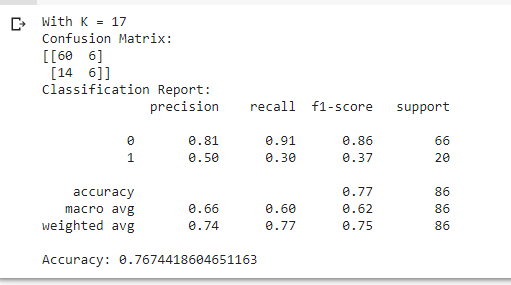 With K = 17
Confusion Matrix:
[[60  6]
 [14  6]]
Classification Report:
              precision    recall  f1-score   support

           0       0.81      0.91      0.86        66
           1       0.50      0.30      0.37        20

    accuracy                           0.77        86
   macro avg       0.66      0.60      0.62        86
weighted avg       0.74      0.77      0.75        86

Accuracy: 0.7674418604651163